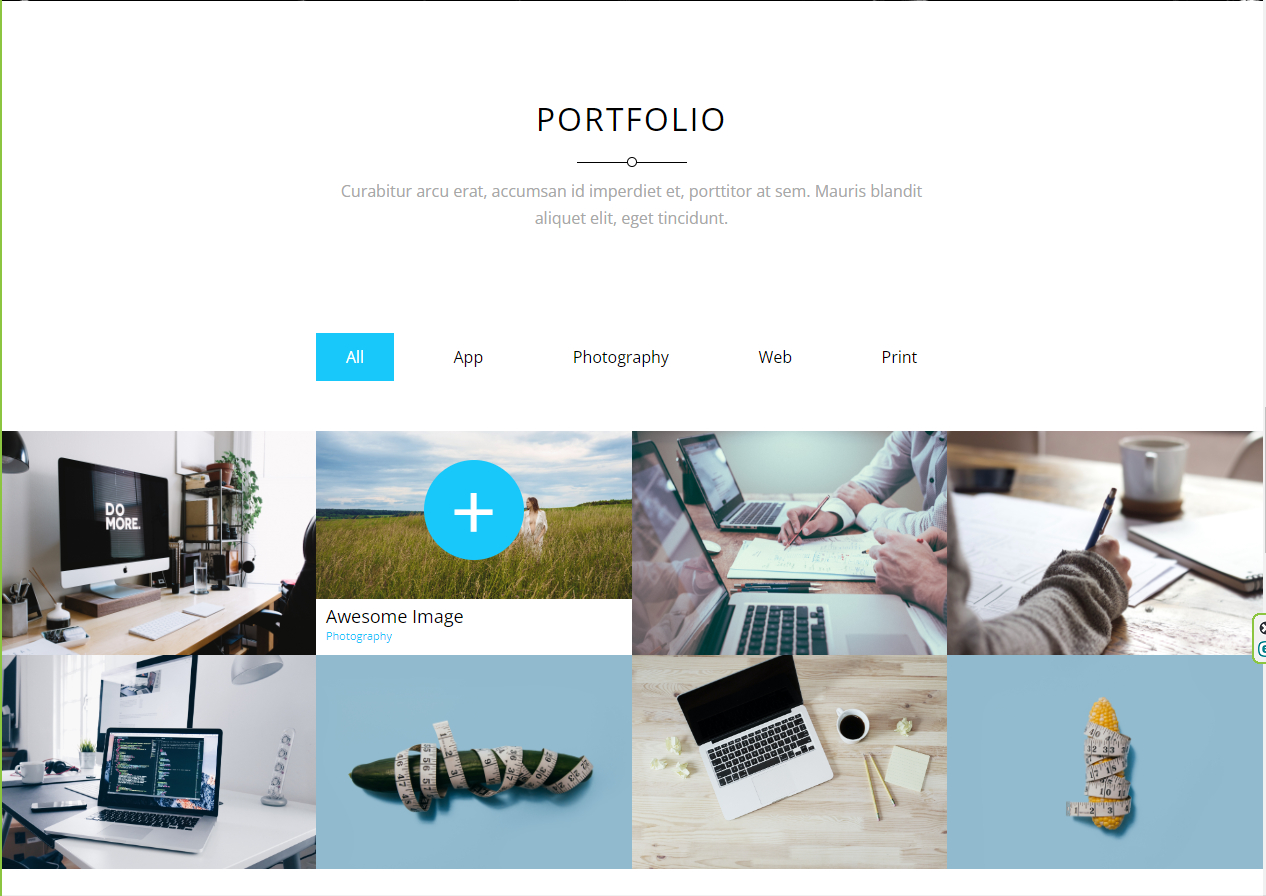 PORTFOLIO
Curabitur arcu erat, accumsan id imperdiet et, porttitor at sem. Mauris blandit
aliquet elit, eget tincidunt.
All
App
Photography
Web
Print
DO
MORE.
Awesome Image
Photography